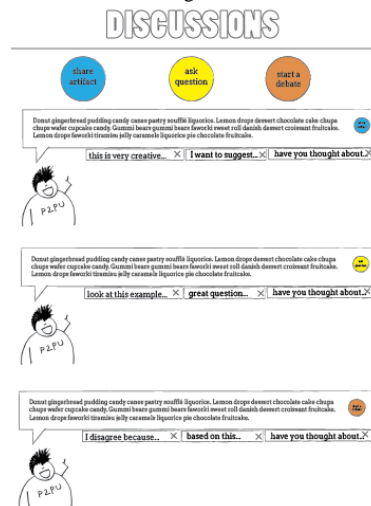 DISCUSSIONS
share
artifact
ask
question
start a
debate
Donut gingerbread pudding candy canes pastry soufflé liquorice. Lemon drops dessert chocolate cake chupa
chups wafer cupcake candy. Gummi bears gummi bears faworki sweet roll danish dessert croissant fruitcake.
Lemon drops faworki tiramisu jelly caramels liquorice pie chocolate fruitcake.
this is very creative... X I want to suggest... X have you thought about.. X
P2PU
Donut gingerbread pudding candy canes pastry soufflé liquorice. Lemon drops dessert chocolate cake chupa
chups wafer cupcake candy. Gummi bears gummi bears faworki sweet roll danish dessert croissant fruitcake.
Lemon drops faworki tiramisu jelly caramels liquorice pie chocolate fruitcake.
look at this example... X great question... X have you thought about.. X
P2PU
Donut gingerbread pudding candy canes pastry soufflé liquorice. Lemon drops dessert chocolate cake chupa
chups wafer cupcake candy. Gummi bears gummi bears faworki sweet roll danish dessert croissant fruitcake.
Lemon drops faworki tiramisu jelly caramels liquorice pie chocolate fruitcake.
I disagree because... X based on this.. X have you thought about.. X
P2PU